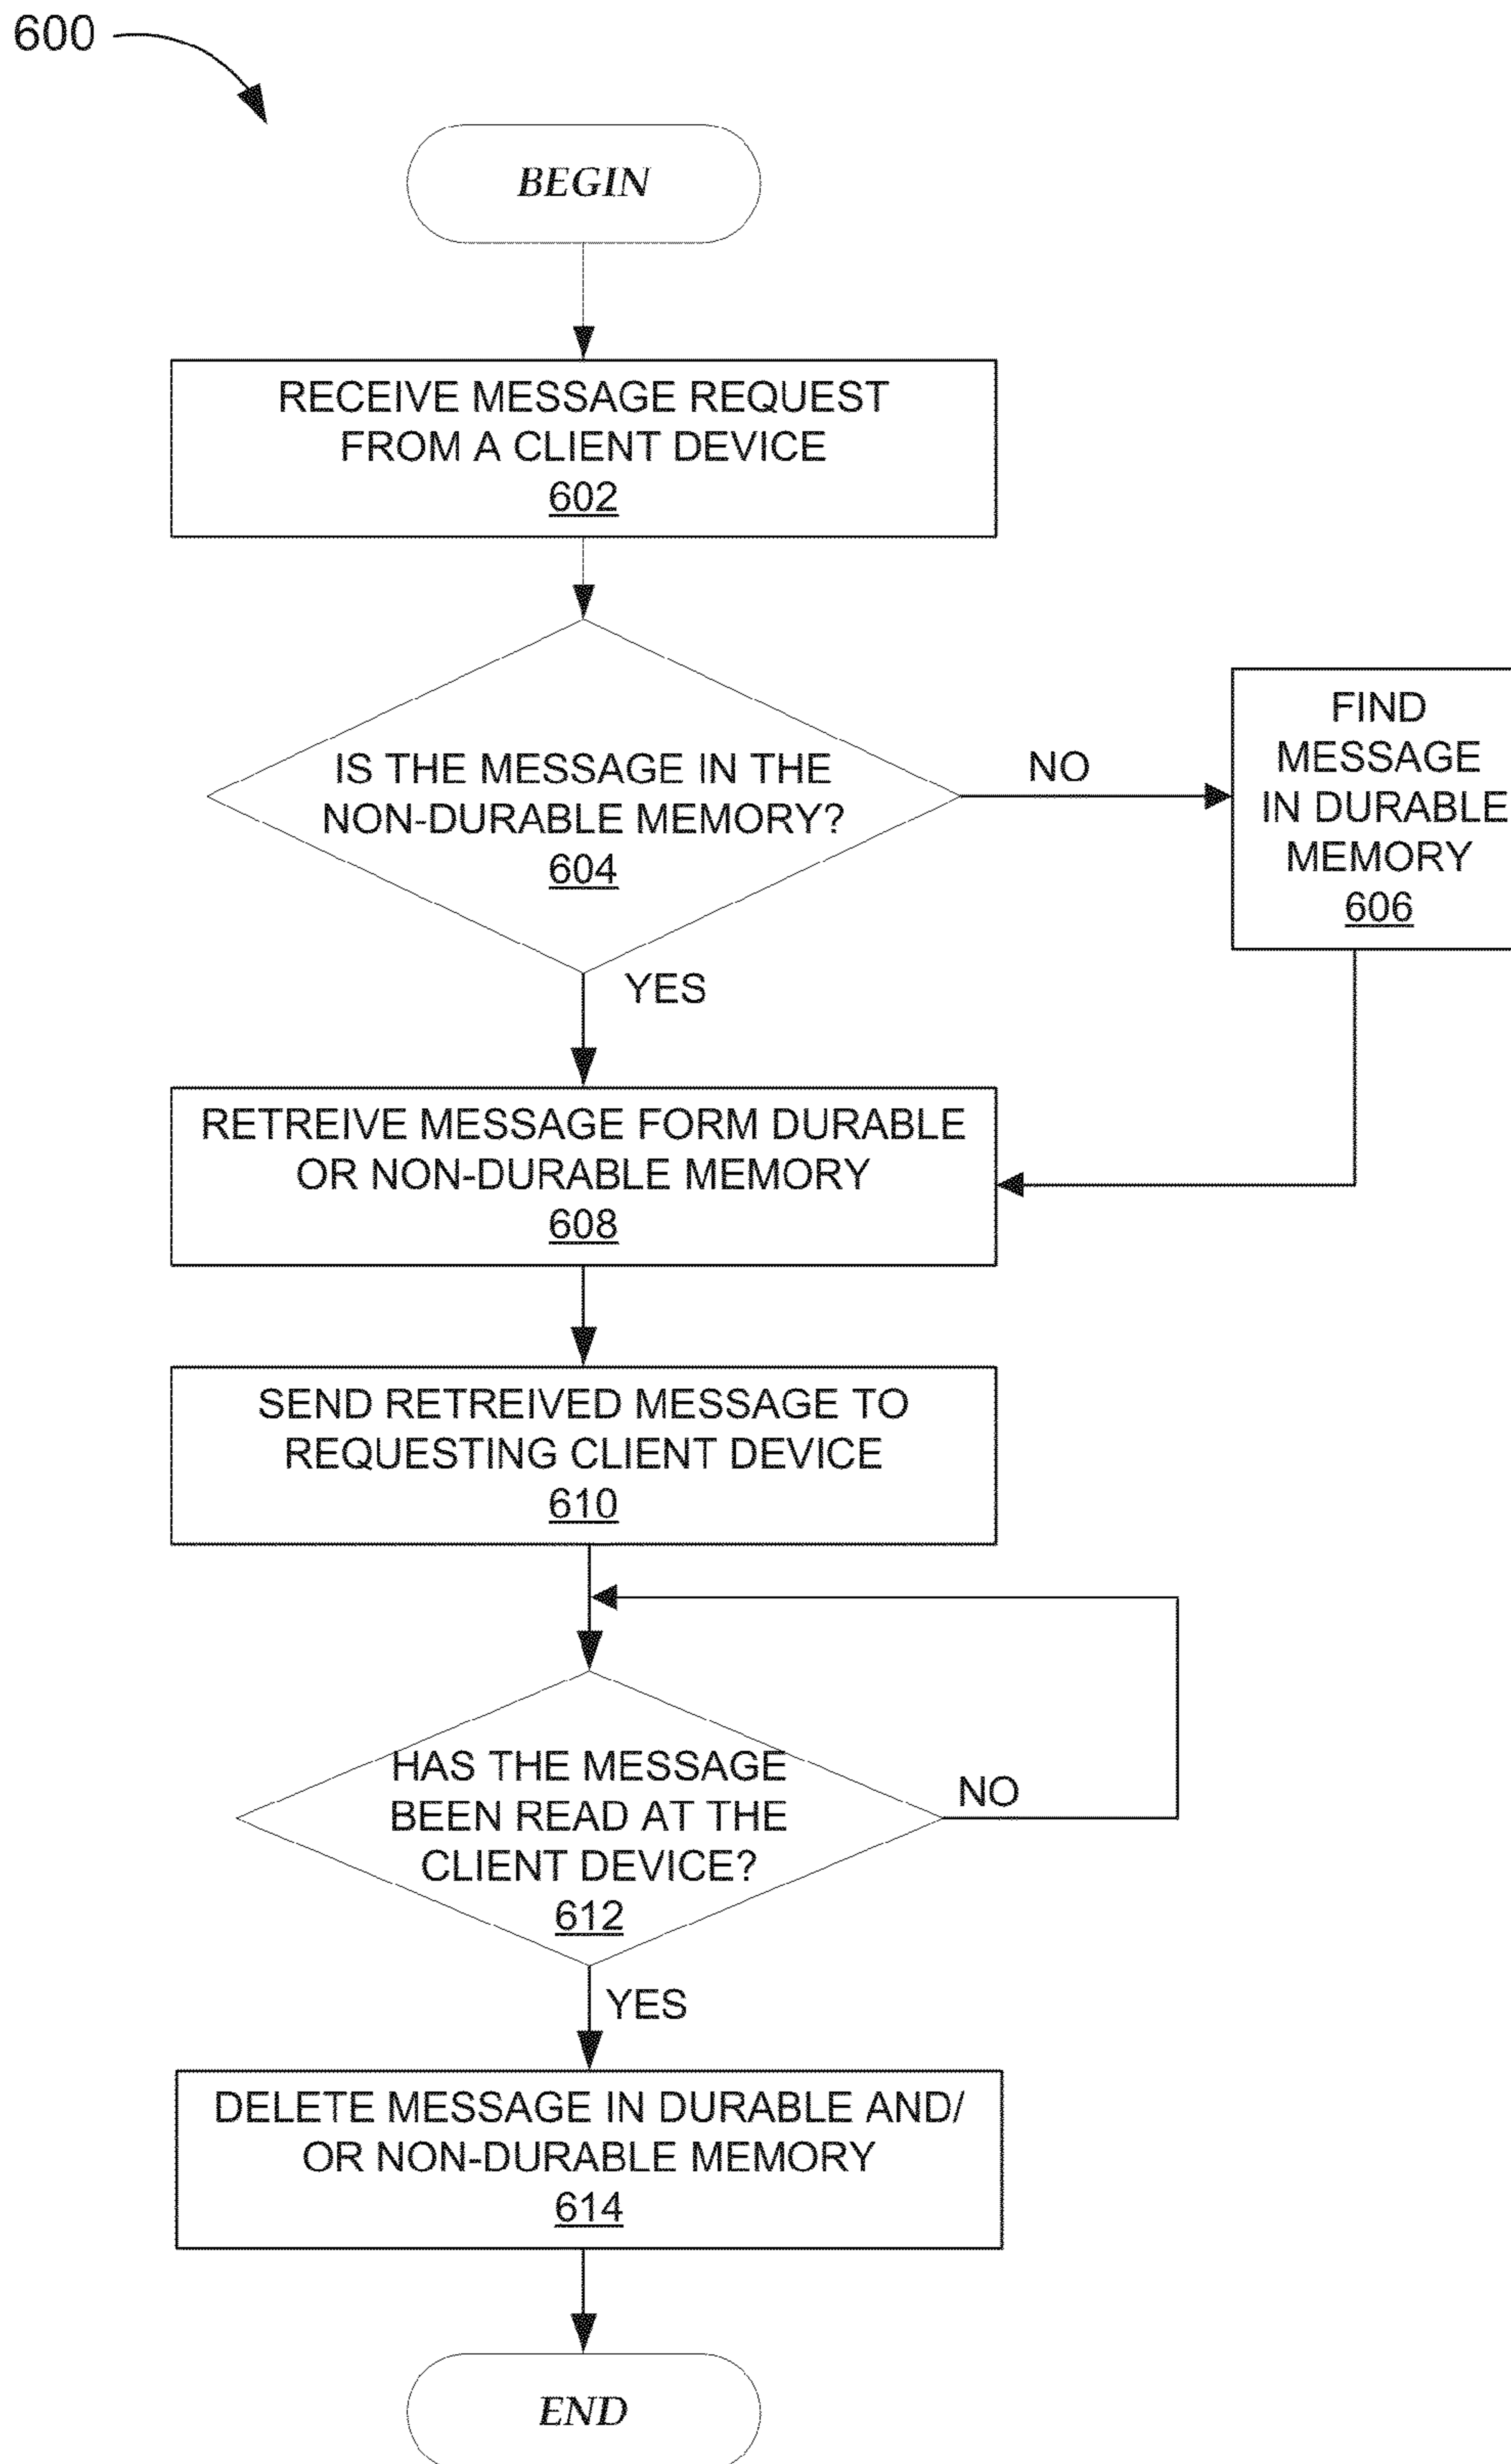 600
BEGIN
RECEIVE MESSAGE REQUEST
FROM A CLIENT DEVICE
602
IS THE MESSAGE IN THE
NON-DURABLE MEMORY?
604
NO
FIND
MESSAGE
IN DURABLE
MEMORY
606
YES
RETREIVE MESSAGE FORM DURABLE
OR NON-DURABLE MEMORY
608
SEND RETREIVED MESSAGE TO
REQUESTING CLIENT DEVICE
610
HAS THE MESSAGE
BEEN READ AT THE
CLIENT DEVICE?
612
NO
YES
DELETE MESSAGE IN DURABLE AND/
OR NON-DURABLE MEMORY
614
END